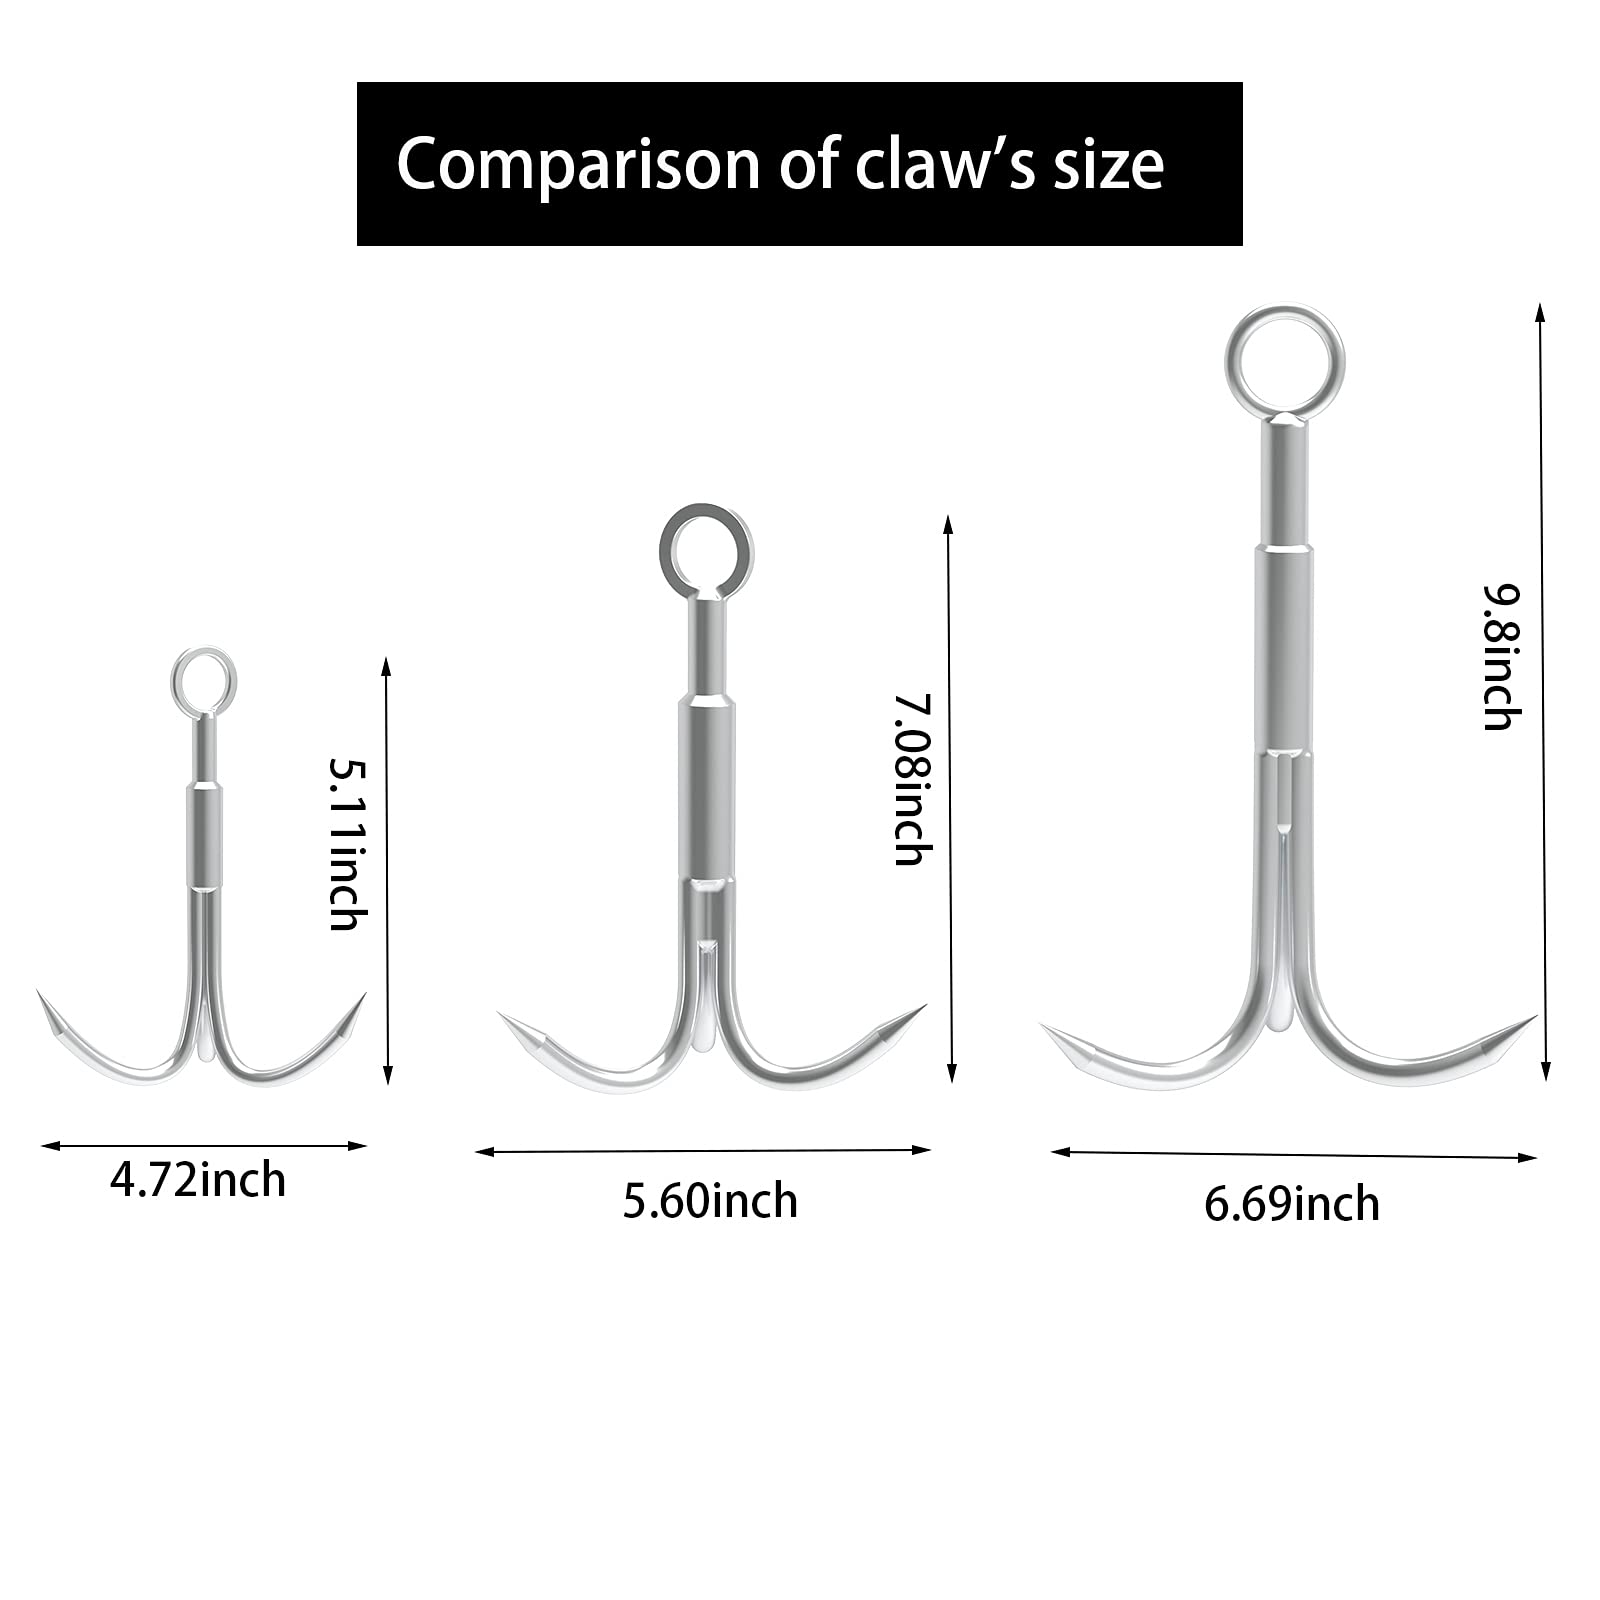 Comparison of claw’s size
5.11inch
4.72inch
7.08inch
5.60inch
9.8inch
6.69inch